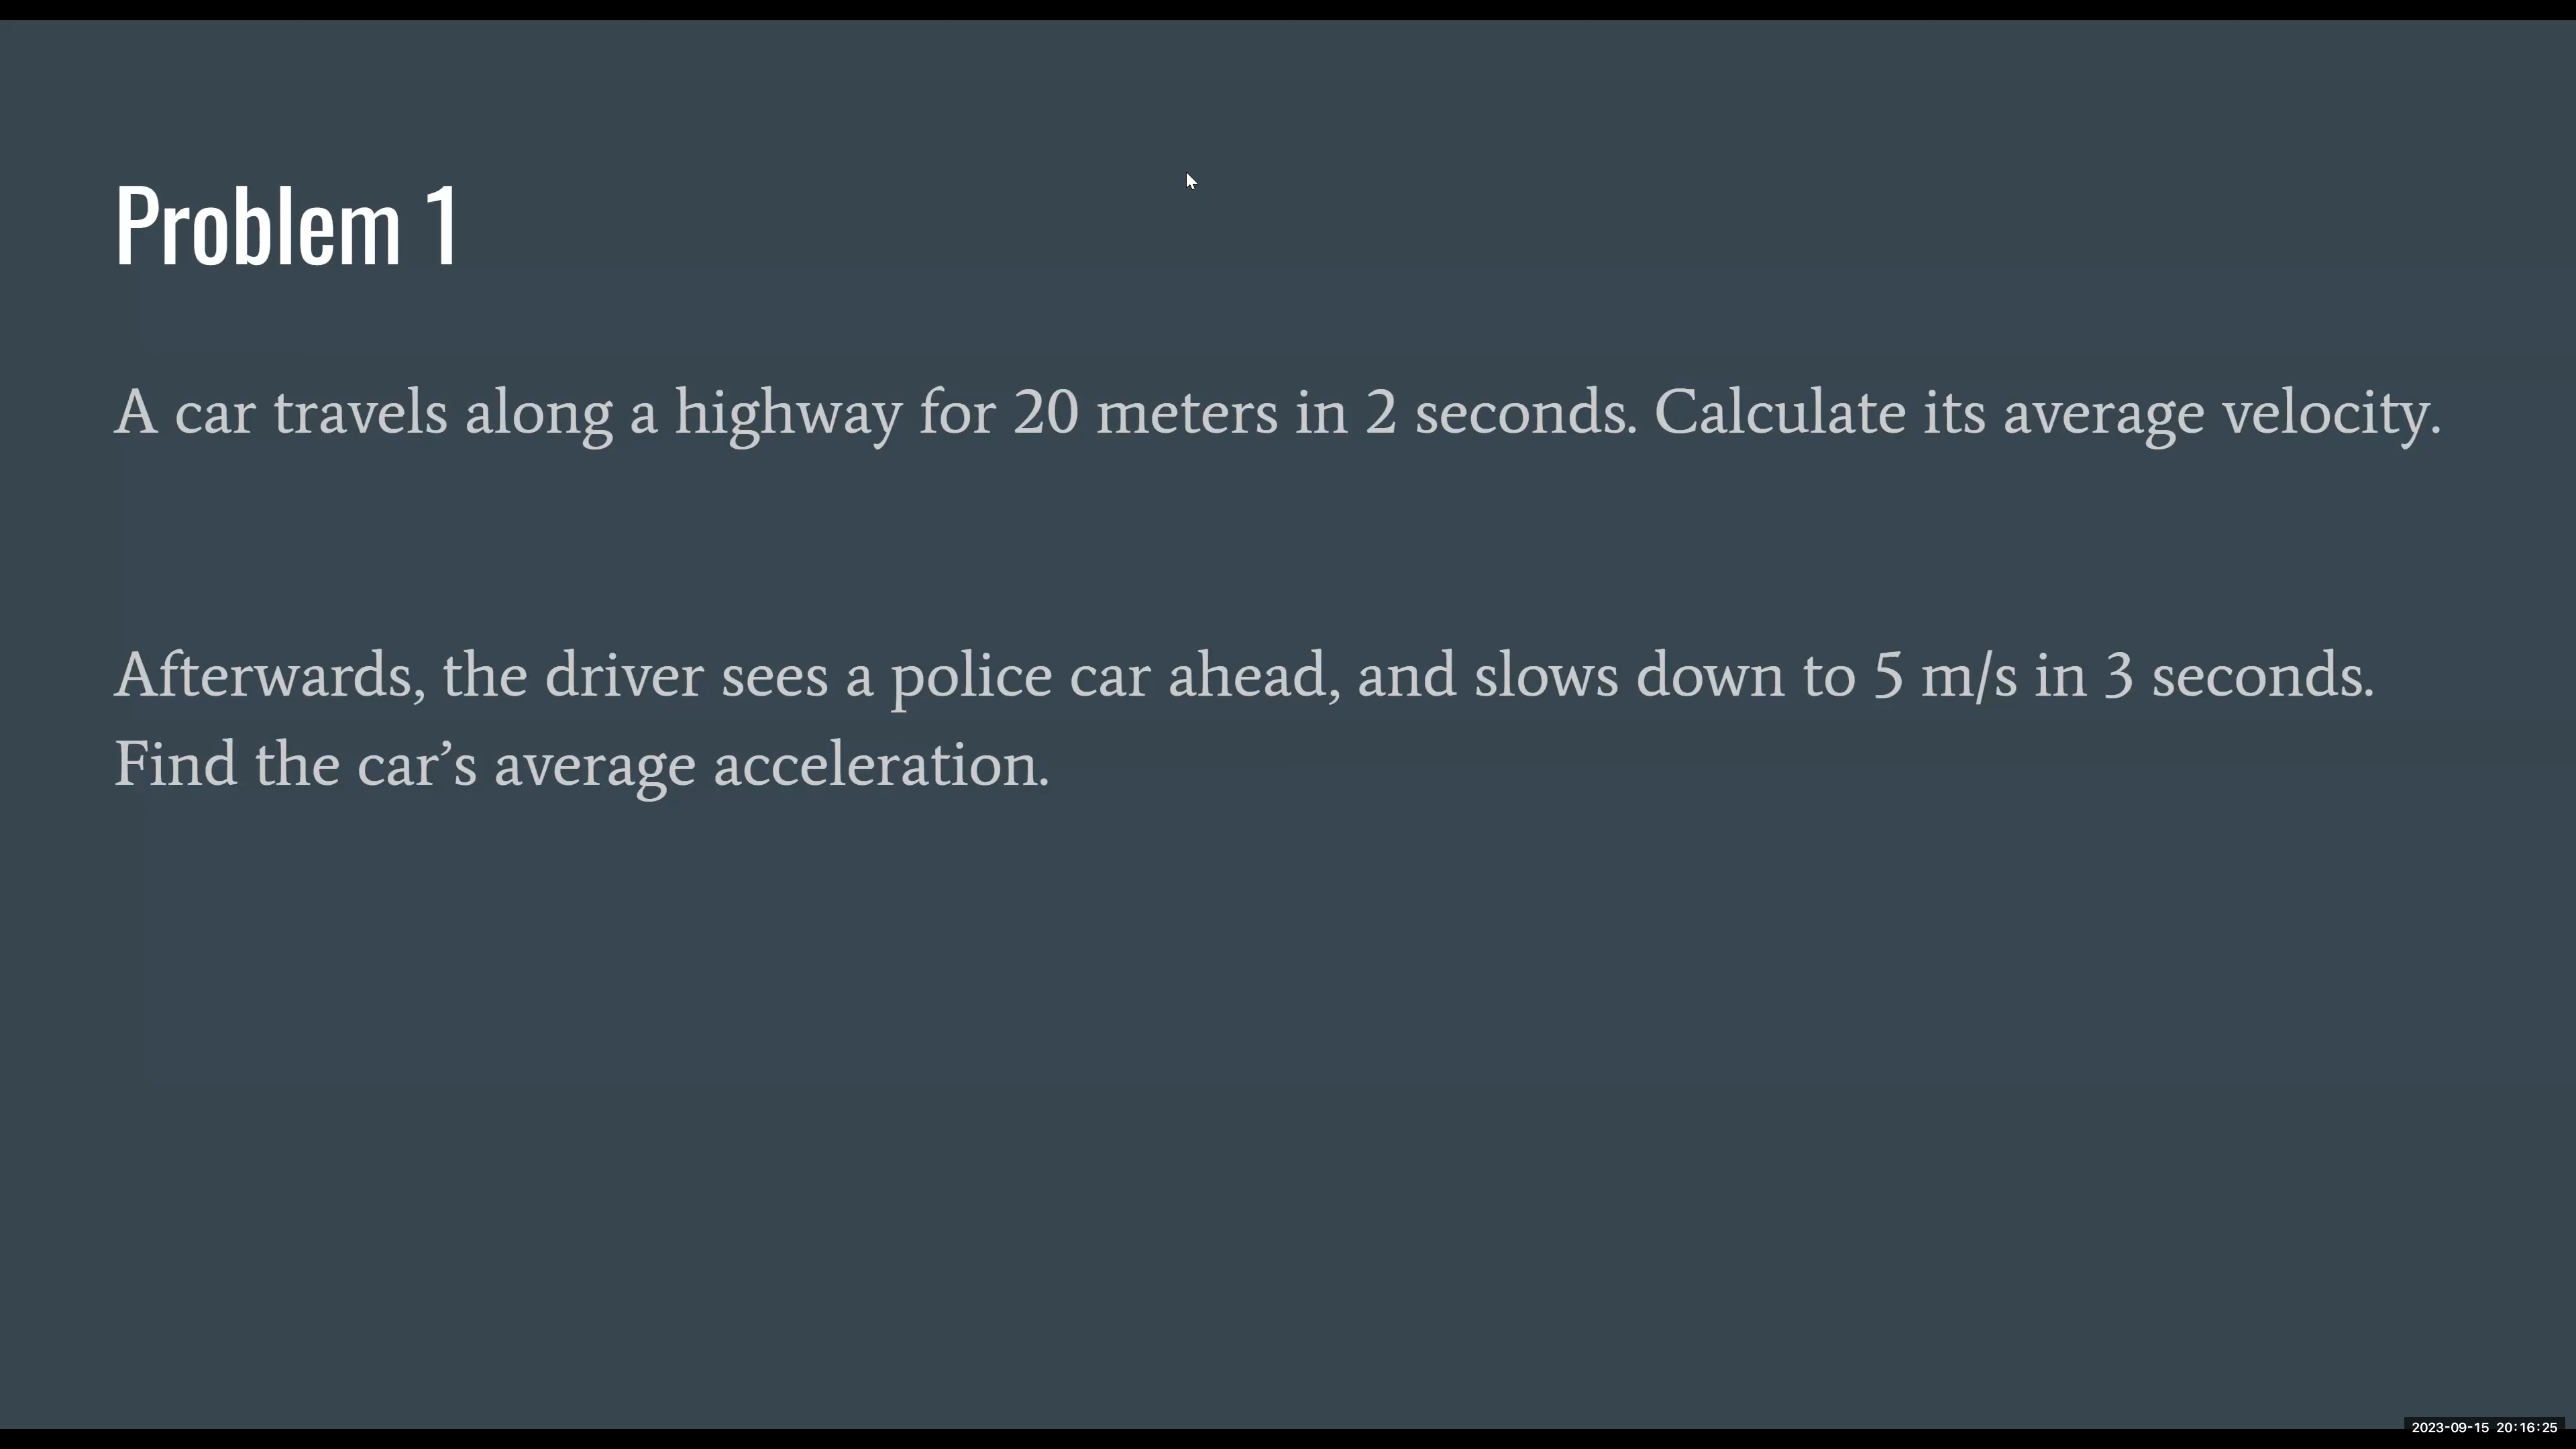 Problem 1
A car travels along a highway for 20 meters in 2 seconds. Calculate its average velocity.
Afterwards, the driver sees a police car ahead, and slows down to 5 m/s in 3 seconds.
Find the car’s average acceleration.
2023-09-15 20:16:25